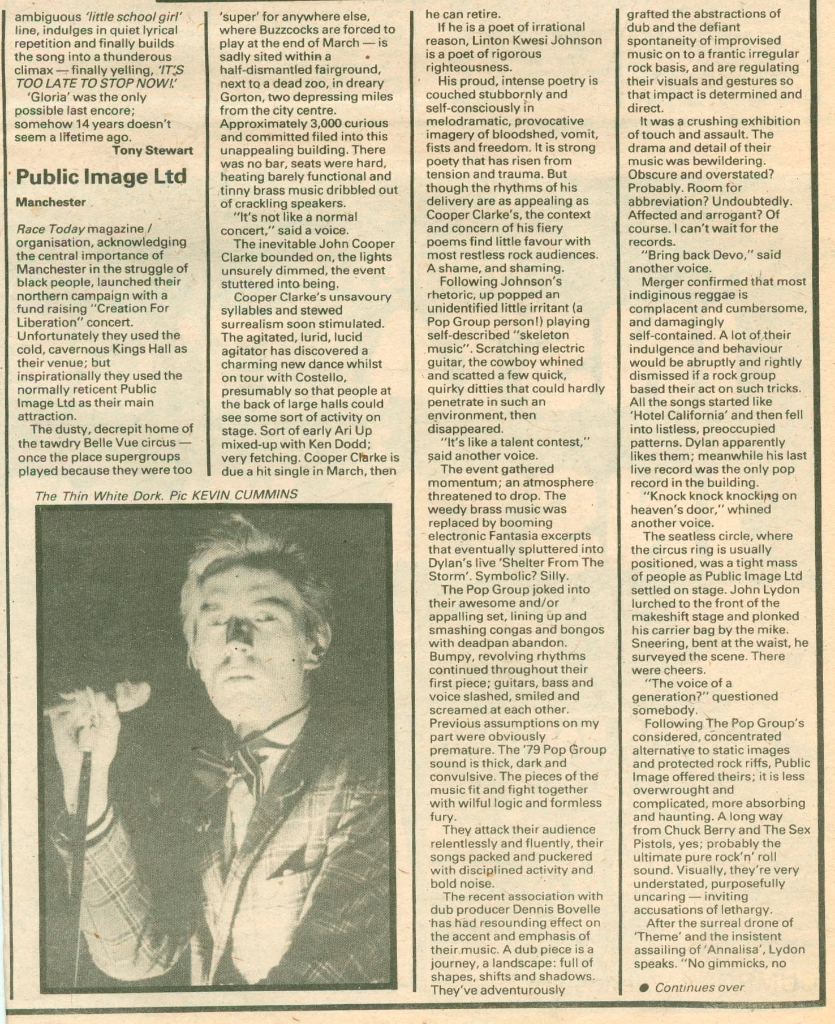 ambiguous 'little school girl'
line, indulges in quiet lyrical
repetition and finally builds
the song into a thunderous
climax — finally yelling, 'IT'S
TOO LATE TO STOP NOW!.'
'Gloria' was the only
possible last encore;
somehow 14 years doesn't
seem a lifetime ago.
Tony Stewart
Public Image Ltd
Manchester
Race Today magazine /
organisation, acknowledging
the central importance of
Manchester in the struggle of
black people, launched their
northern campaign with a
fund raising "Creation For
Liberation" concert.
Unfortunately they used the
cold, cavernous Kings Hall as
their venue; but
inspirationally they used the
normally reticent Public
Image Ltd as their main
attraction.
The dusty, decrepit home of
the tawdry Belle Vue circus —
once the place supergroups
played because they were too
'super' for anywhere else,
where Buzzcocks are forced to
play at the end of March — is
sadly sited within a
half-dismantled fairground,
next to a dead zoo, in dreary
Gorton, two depressing miles
from the city centre.
Approximately 3,000 curious
and committed filed into this
unappealing building. There
was no bar, seats were hard,
heating barely functional and
tinny brass music dribbled out
of crackling speakers.
"It's not like a normal
concert," said a voice.
The inevitable John Cooper
Clarke bounded on, the lights
unsurely dimmed, the event
stuttered into being.
Cooper Clarke's unsavoury
syllables and stewed
surrealism soon stimulated.
The agitated, lurid, lucid
agitator has discovered a
charming new dance whilst
on tour with Costello,
presumably so that people at
the back of large halls could
see some sort of activity on
stage. Sort of early Ari Up
mixed-up with Ken Dodd;
very fetching. Cooper Clarke is
due a hit single in March, then
The Thin White Dork. Pic KEVIN CUMMINS
he can retire.
If he is a poet of irrational
reason, Linton Kwesi Johnson
is a poet of rigorous
righteousness.
His proud, intense poetry is
couched stubbornly and
self-consciously in
melodramatic, provocative
imagery of bloodshed, vomit,
fists and freedom. It is strong
poetry that has risen from
tension and trauma. But
though the rhythms of his
delivery are as appealing as
Cooper Clarke's, the context
and concern of his fiery
poems find little favour with
most restless rock audiences.
A shame, and shaming.
Following Johnson's
rhetoric, up popped an
unidentified little irritant (a
Pop Group person!) playing
self-described "skeleton
music". Scratching electric
guitar, the cowboy whined
and scatted a few quick,
quirky ditties that could hardly
penetrate in such an
environment, then
disappeared.
"It's like a talent contest,"
said another voice.
The event gathered
momentum; an atmosphere
threatened to drop. The
weedy brass music was
replaced by booming
electronic Fantasia excerpts
that eventually spluttered into
Dylan's live 'Shelter From The
Storm'. Symbolic? Silly.
The Pop Group joked into
their awesome and/or
appalling set, lining up and
smashing congas and bongos
with deadpan abandon.
Bumpy, revolving rhythms
continued throughout their
first piece; guitars, bass and
voice slashed, smiled and
screamed at each other.
Previous assumptions on my
part were obviously
premature. The '79 Pop Group
sound is thick, dark and
convulsive. The pieces of the
music fit and fight together
with wilful logic and formless
fury.
They attack their audience
relentlessly and fluently, their
songs packed and puckered
with disciplined activity and
bold noise.
The recent association with
dub producer Dennis Bovelle
has had resounding effect on
the accent and emphasis of
their music. A dub piece is a
journey, a landscape: full of
shapes, shifts and shadows.
They've adventurously
grafted the abstractions of
dub and the defiant
spontaneity of improvised
music on to a frantic irregular
rock basis, and are regulating
their visuals and gestures so
that impact is determined and
direct.
It was a crushing exhibition
of touch and assault. The
drama and detail of their
music was bewildering.
Obscure and overstated?
Probably. Room for
abbreviation? Undoubtedly.
Affected and arrogant? Of
course. I can't wait for the
records.
"Bring back Devo," said
another voice.
Merger confirmed that most
indiginous reggae is
complacent and cumbersome,
and damagingly
self-contained. A lot of their
indulgence and behaviour
would be abruptly and rightly
dismissed if a rock group
based their act on such tricks.
All the songs started like
'Hotel California' and then fell
into listless, preoccupied
patterns. Dylan apparently
likes them; meanwhile his last
live record was the only pop
record in the building.
"Knock knock knocking on
heaven's door," whined
another voice.
The seatless circle, where
the circus ring is usually
positioned, was a tight mass
of people as Public Image Ltd
settled on stage. John Lydon
lurched to the front of the
makeshift stage and plonked
his carrier bag by the mike.
Sneering, bent at the waist, he
surveyed the scene. There
were cheers.
"The voice of a
generation?" questioned
somebody.
Following The Pop Group's
considered, concentrated
alternative to static images
and protected rock riffs, Public
Image offered theirs; it is less
overwrought and
complicated, more absorbing
and haunting. A long way
from Chuck Berry and The Sex
Pistols, yes; probably the
ultimate pure rock'n' roll
sound. Visually, they're very
understated, purposefully
uncaring — inviting
accusations of lethargy.
After the surreal drone of
'Theme' and the insistent
assailing of 'Annalisa', Lydon
speaks. "No gimmicks, no
● Continues over